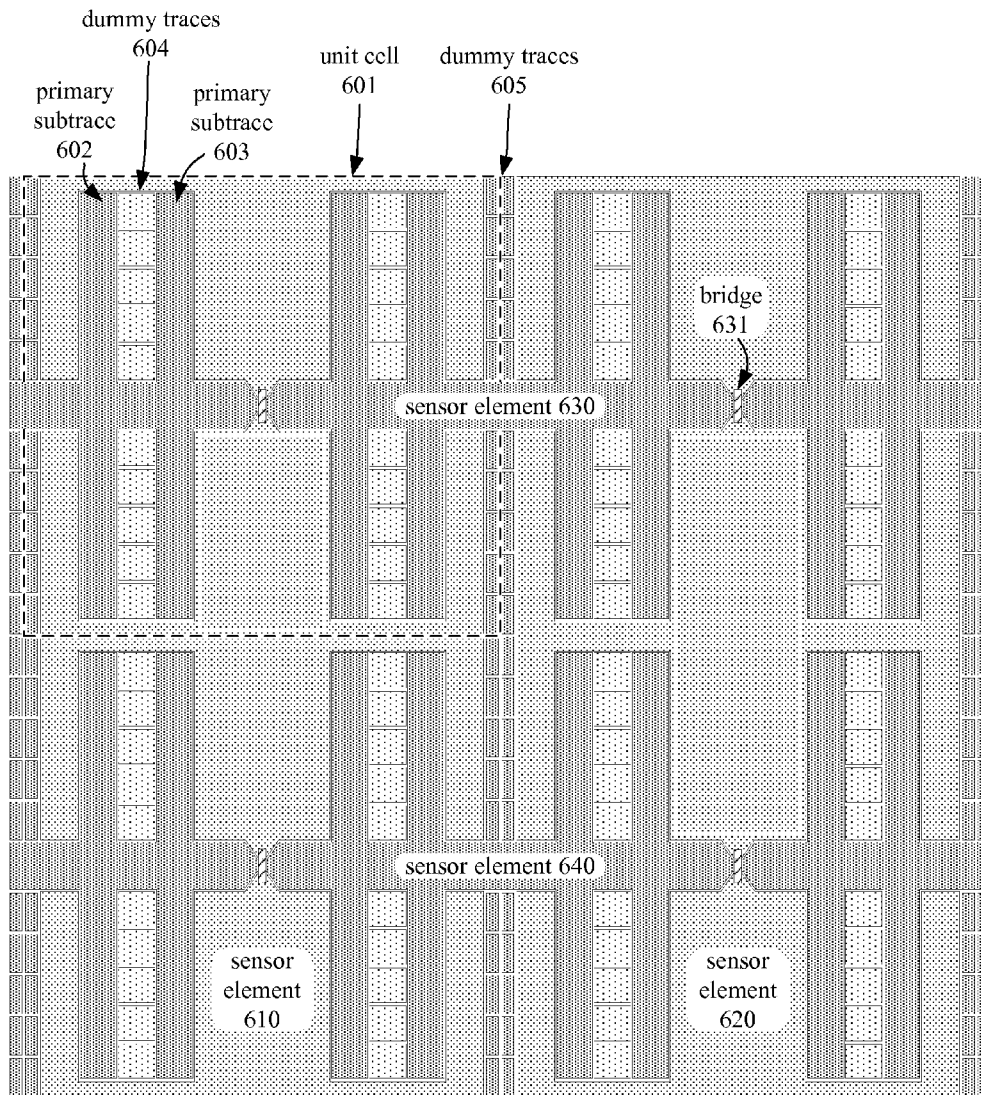 dummy traces
604
unit cell
601
dummy traces
605
primary
subtrace
602
primary
subtrace
603
bridge
631
sensor element 630
sensor element 640
sensor
element
610
sensor
element
620